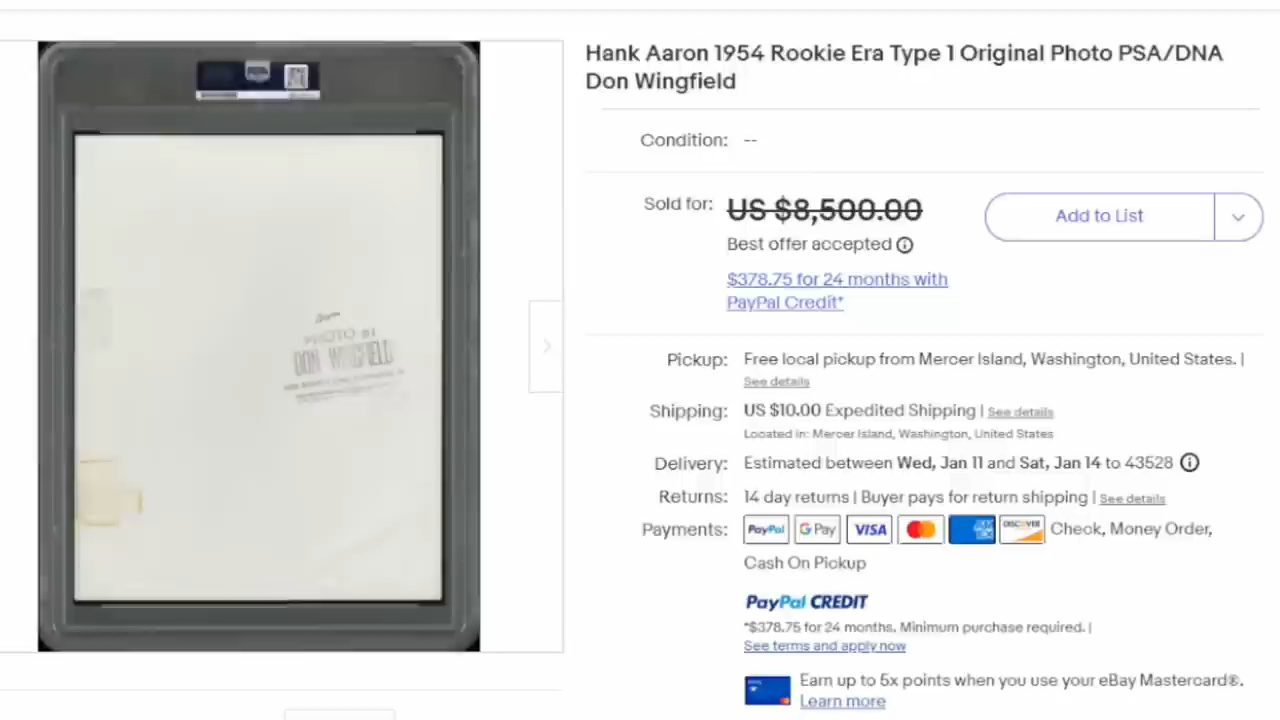 Hank Aaron 1954 Rookie Era Type 1 Original Photo PSA/DNA
Don Wingfield
Condition: --
Sold for: US $8,500.00
Add to List
Best offer accepted
$378.75 for 24 months with
PayPal Credit*
Pickup: Free local pickup from Mercer Island, Washington, United States. |
See details
Shipping: US $10.00 Expedited Shipping | See details
Located in: Mercer Island, Washington, United States
Delivery: Estimated between Wed, Jan 11 and Sat, Jan 14 to 43528
Returns: 14 day returns | Buyer pays for return shipping | See details
Payments: PayPal G Pay VISA DISCOVER Check, Money Order,
Cash On Pickup
PayPal CREDIT
*$378.75 for 24 months. Minimum purchase required. |
See terms and apply now
Earn up to 5x points when you use your eBay Mastercard®.
Learn more
PHOTO BY
DON WINGFIELD